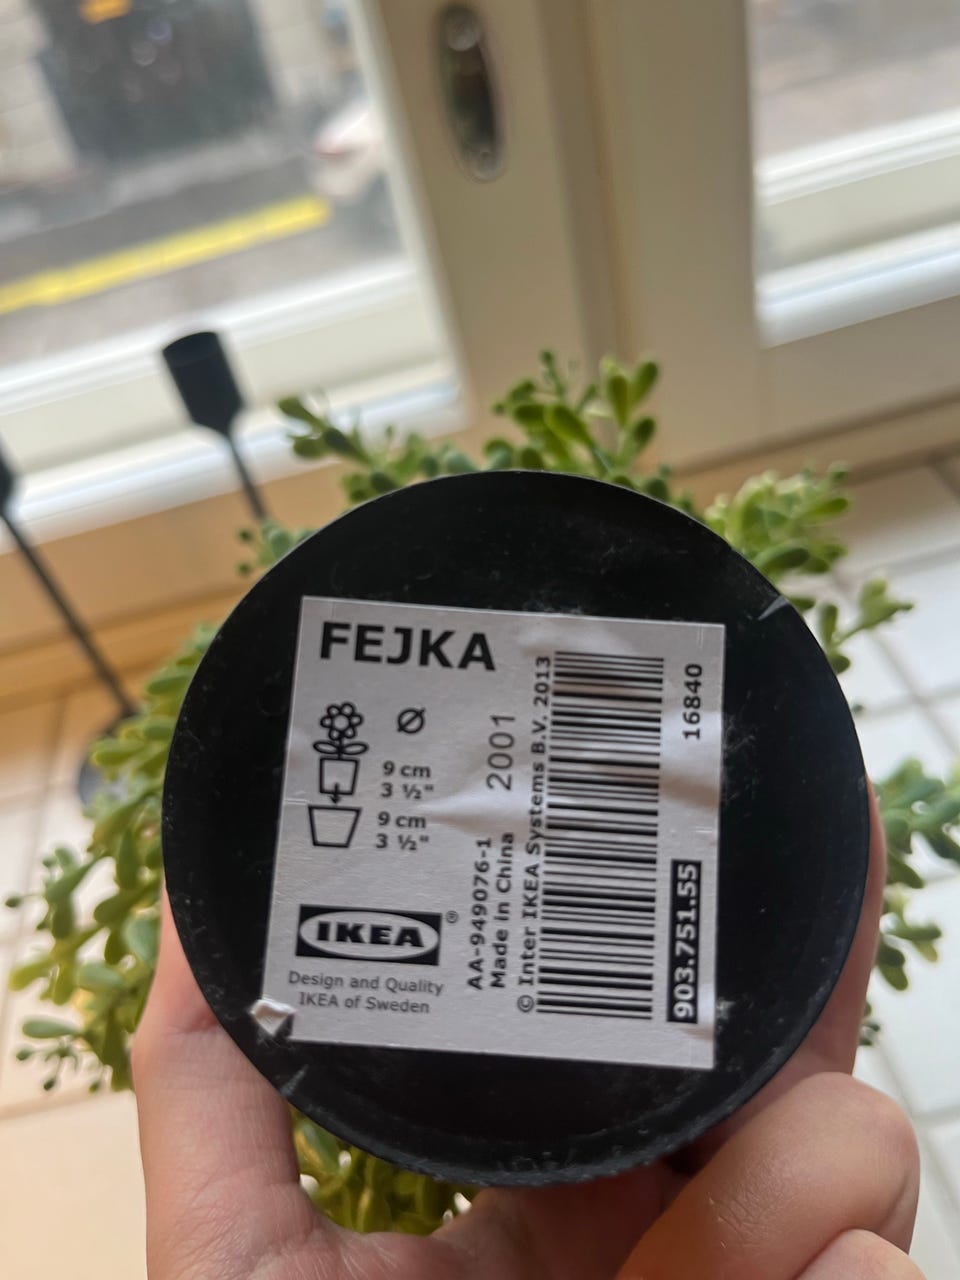 FEJKA
Ø
9 cm
3 ½"
9 cm
3 ½"
IKEA®
Design and Quality
IKEA of Sweden
2001
AA-949076-1
Made in China
© Inter IKEA Systems B.V. 2013
16840
903.751.55